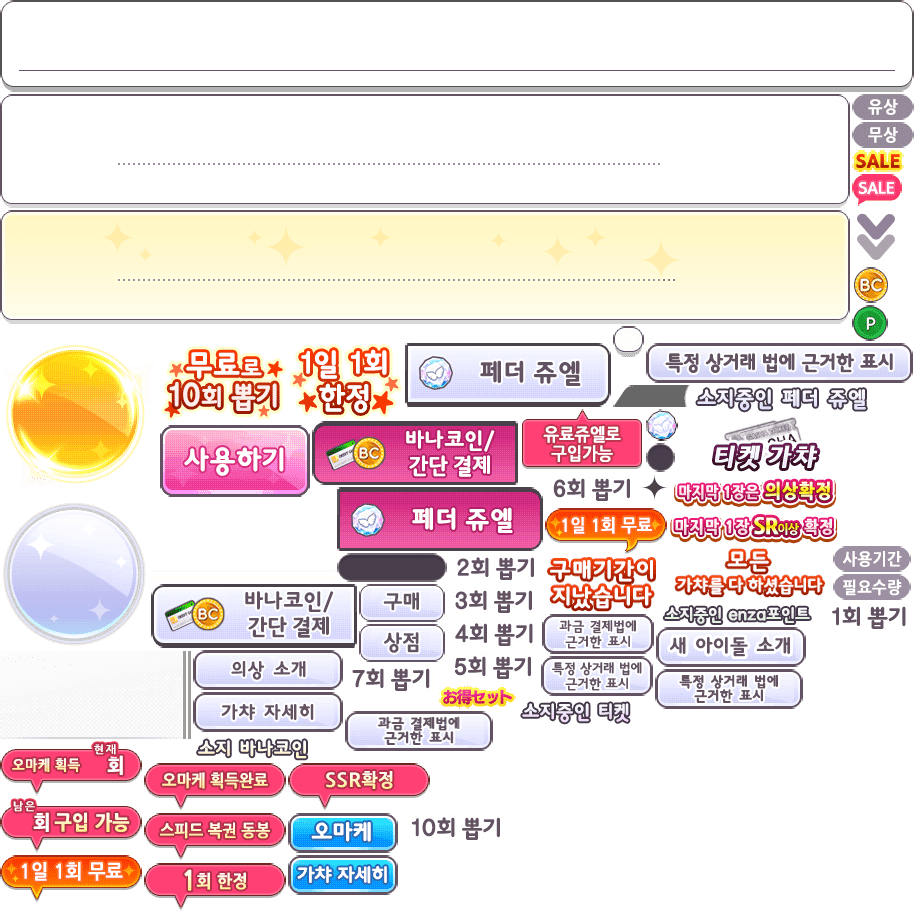 유상
무상
SALE
SALE
BC
P
무료로
10회 뽑기
1일 1회
한정
페더 쥬엘
특정 상거래 법에 근거한 표시
소지중인 페더 쥬엘
사용하기
BC
바나코인/
간단 결제
유료쥬엘로
구입가능
티켓 가챠
페더 쥬엘
6회 뽑기
마지막 1장은 의상확정
1일 1회 무료
마지막 1장 SR이상 확정
2회 뽑기
구매기간이
지났습니다
모든
가챠를 다 하셨습니다
사용기간
필요수량
BC
바나코인/
간단 결제
구매
3회 뽑기
소지중인 enza포인트
1회 뽑기
상점
4회 뽑기
과금 결제법에
근거한 표시
새 아이돌 소개
의상 소개
7회 뽑기
5회 뽑기
특정 상거래 법에
근거한 표시
특정 상거래 법에
근거한 표시
가챠 자세히
お得セット
소지중인 티켓
과금 결제법에
근거한 표시
소지 바나코인
현재
오마케 획득 회
오마케 획득완료
SSR확정
남은
회 구입 가능
스피드 복권 동봉
오마케
10회 뽑기
1일 1회 무료
1회 한정
가챠 자세히